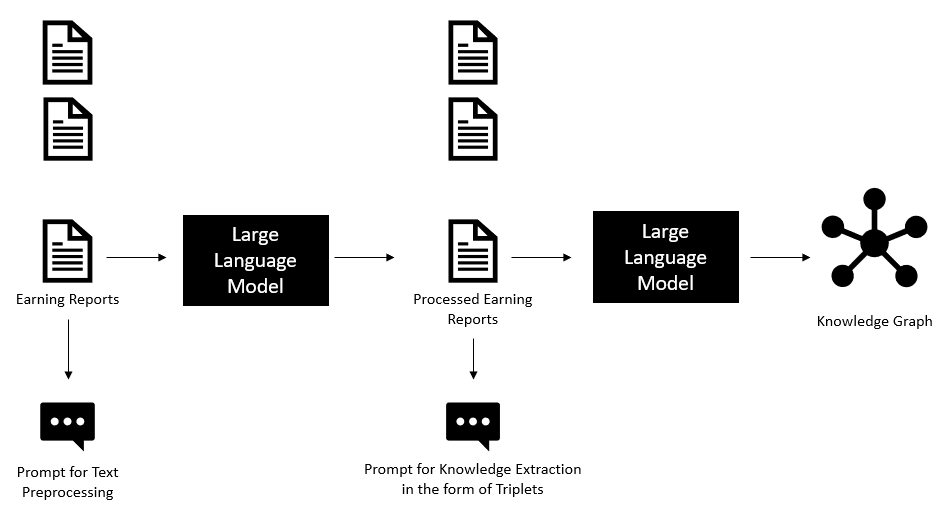 Large
Language
Model
Large
Language
Model
Earning Reports
Processed Earning
Reports
Knowledge Graph
Prompt for Text
Preprocessing
Prompt for Knowledge Extraction
in the form of Triplets